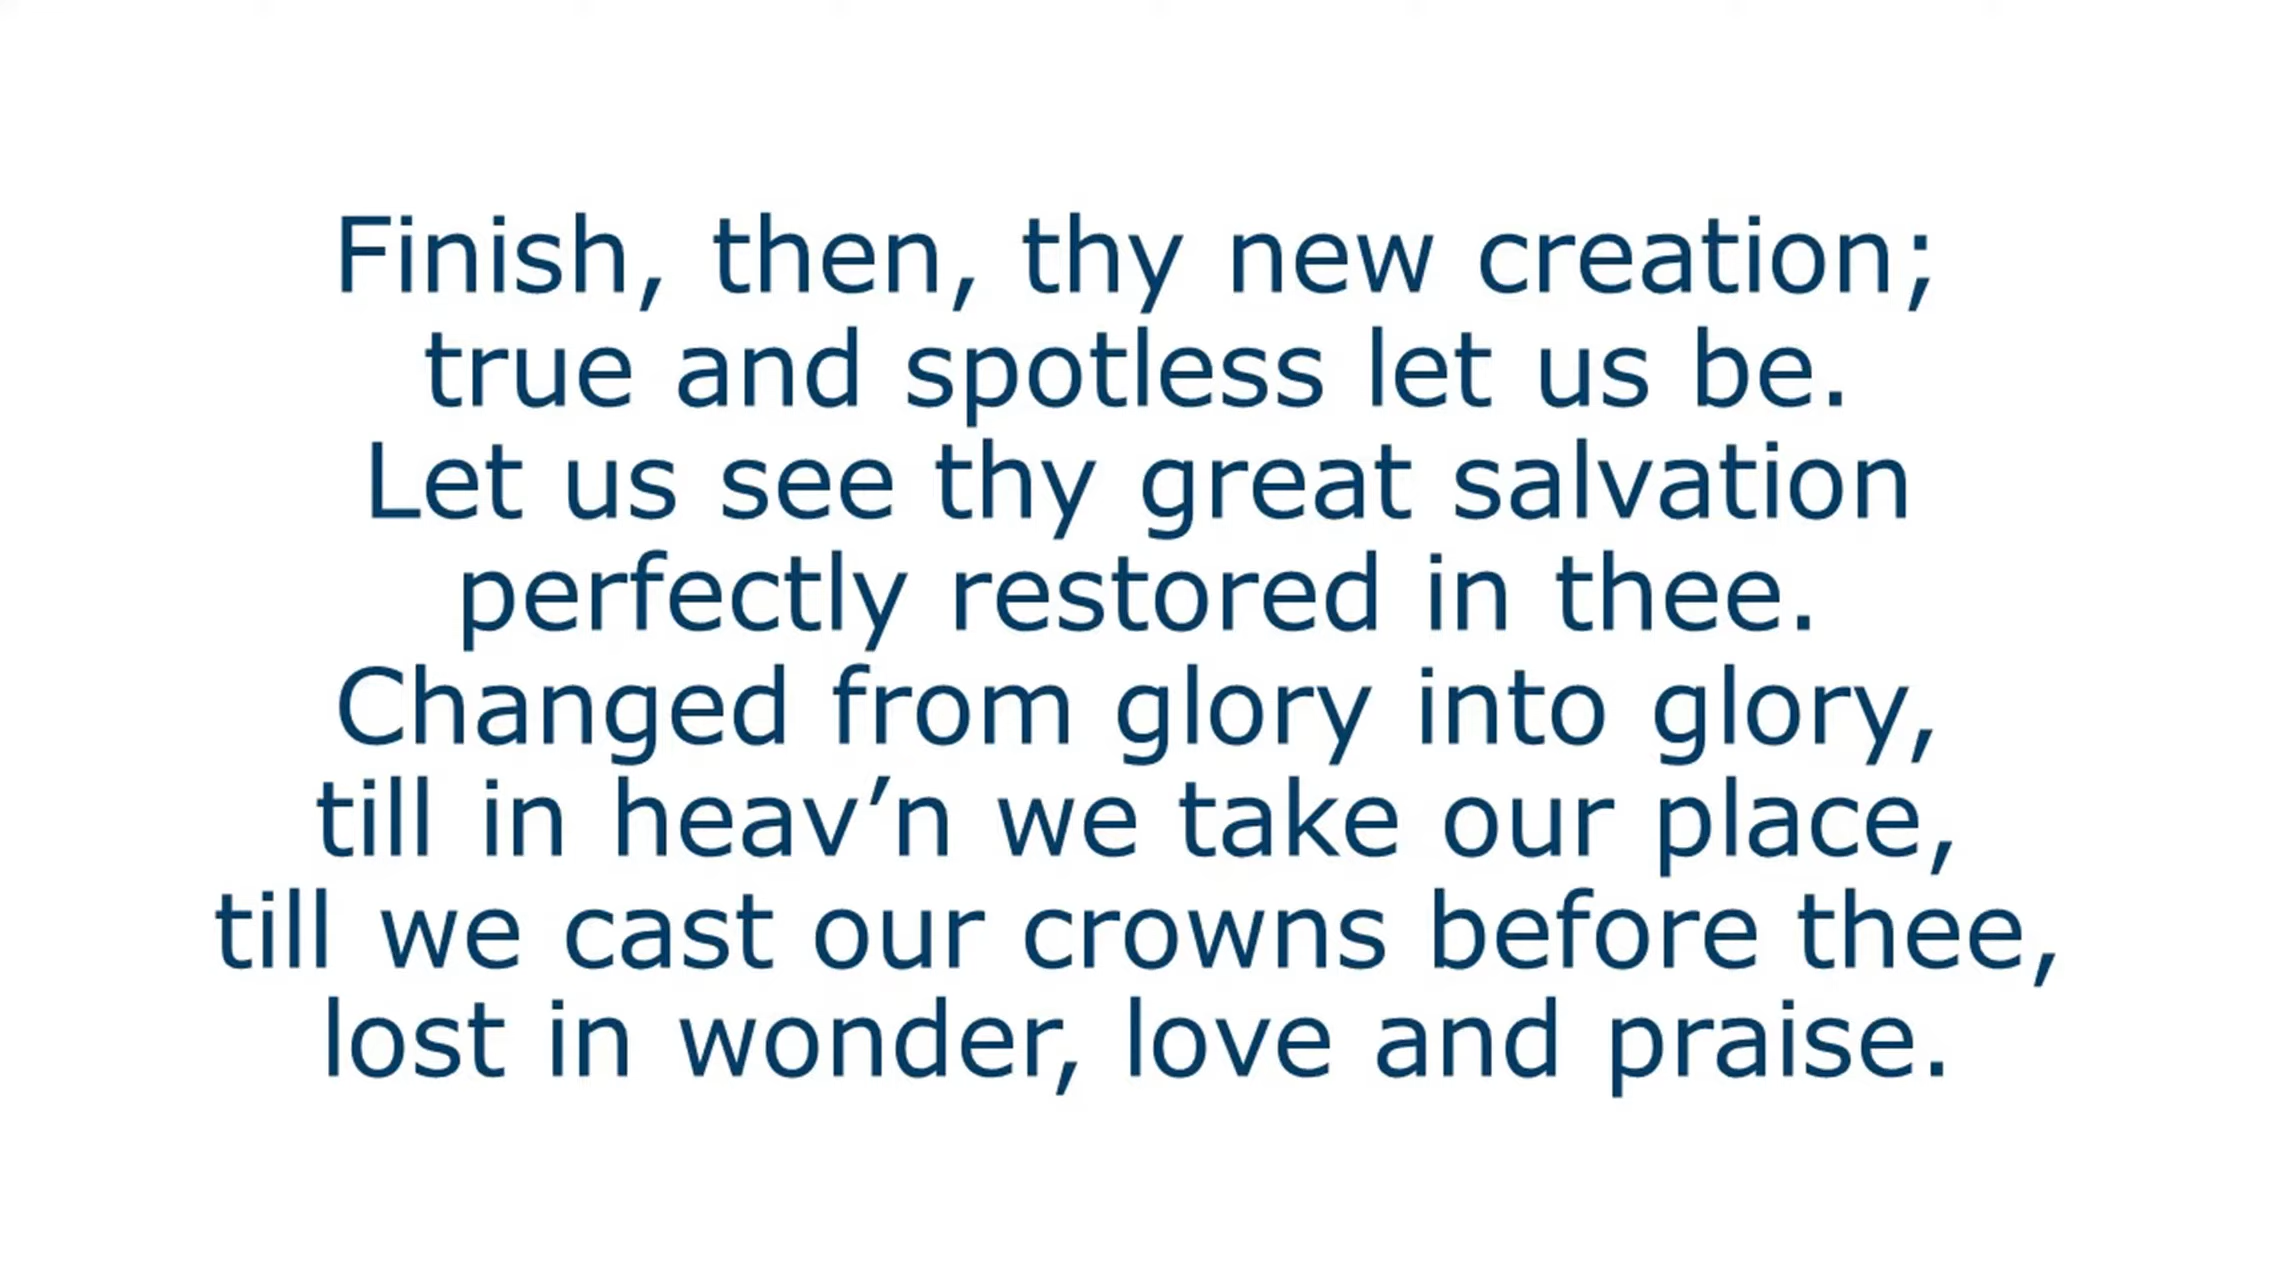 Finish, then, thy new creation;
true and spotless let us be.
Let us see thy great salvation
perfectly restored in thee.
Changed from glory into glory,
till in heav’n we take our place,
till we cast our crowns before thee,
lost in wonder, love and praise.